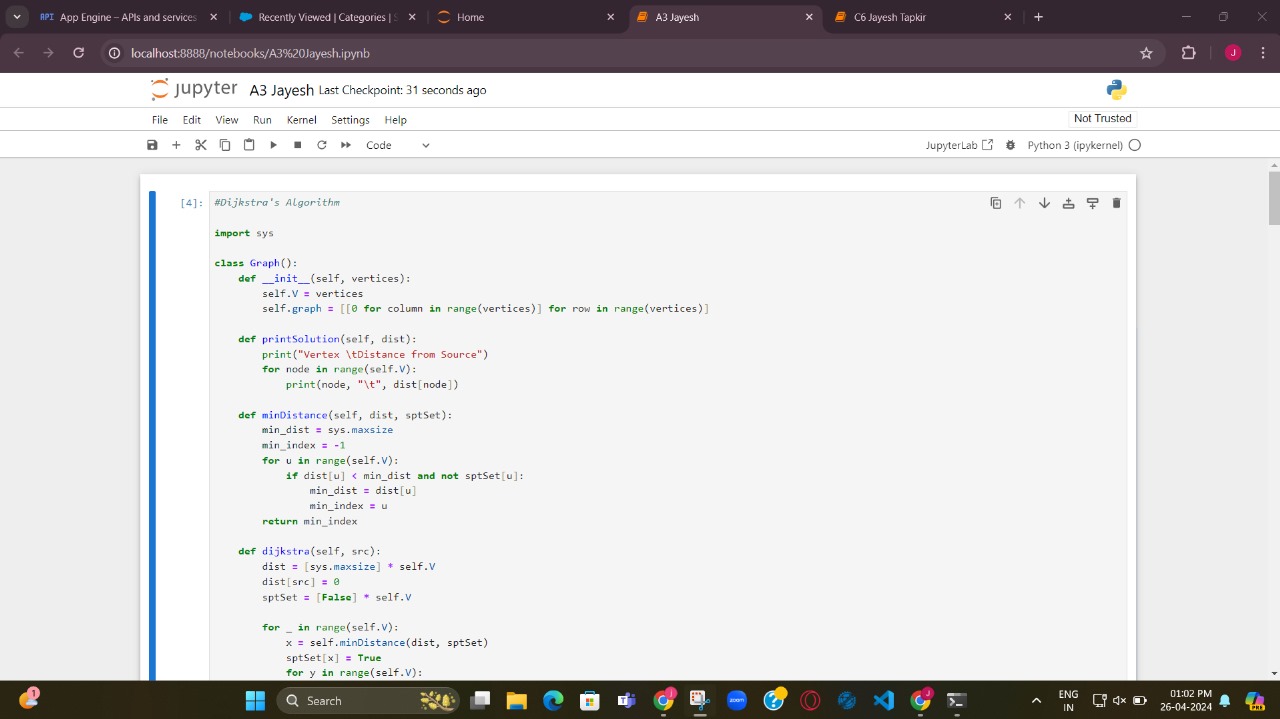 API App Engine – APIs and services
Recently Viewed | Categories | S
Home
A3 Jayesh
C6 Jayesh Tapkir
localhost:8888/notebooks/A3%20Jayesh.ipynb
J
jupyter A3 Jayesh Last Checkpoint: 31 seconds ago
File Edit View Run Kernel Settings Help
Not Trusted
Code
JupyterLab
Python 3 (ipykernel)
[4]: #Dijkstra's Algorithm
import sys
class Graph():
def __init__(self, vertices):
self.V = vertices
self.graph = [[0 for column in range(vertices)] for row in range(vertices)]
def printSolution(self, dist):
print("Vertex \tDistance from Source")
for node in range(self.V):
print(node, "\t", dist[node])
def minDistance(self, dist, sptSet):
min_dist = sys.maxsize
min_index = -1
for u in range(self.V):
if dist[u] < min_dist and not sptSet[u]:
min_dist = dist[u]
min_index = u
return min_index
def dijkstra(self, src):
dist = [sys.maxsize] * self.V
dist[src] = 0
sptSet = [False] * self.V
for _ in range(self.V):
x = self.minDistance(dist, sptSet)
sptSet[x] = True
for y in range(self.V):
1
Search
zoom
ENG
IN
01:02 PM
26-04-2024